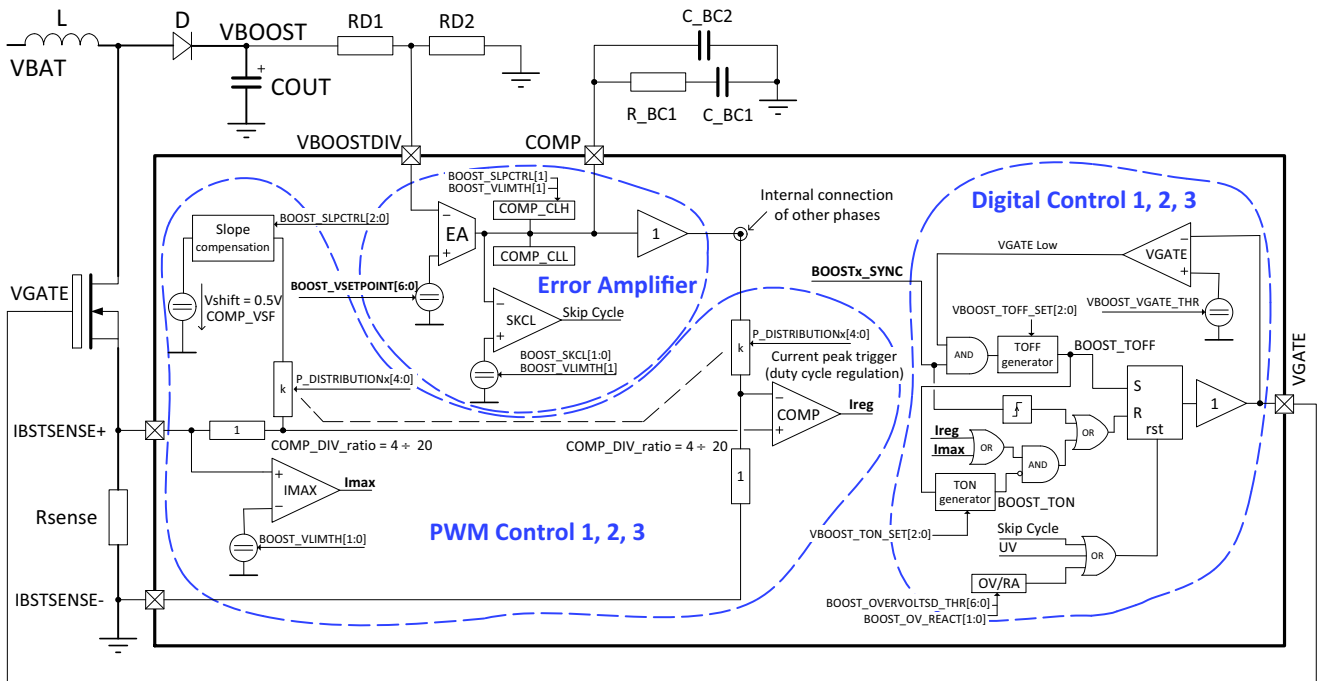 L
D
VBOOST
RD1
RD2
C_BC2
VBAT
+
COUT
R_BC1
C_BC1
VBOOSTDIV
COMP
BOOST_SLPCTRL[1]
BOOST_VLIMTH[1]
COMP_CLH
Internal connection
of other phases
Digital Control 1, 2, 3
BOOST_SLPCTRL[2:0]
Slope
compensation
−
EA
+
1
COMP_CLL
VGATE Low
−
VGATE
+
VGATE
Vshift = 0.5V
COMP_VSF
BOOST_VSETPOINT[6:0]
Error Amplifier
BOOSTx_SYNC
VBOOST_TOFF_SET[2:0]
VBOOST_VGATE_THR
−
SKCL
+
Skip Cycle
P_DISTRIBUTIONx[4:0]
k
AND
TOFF
generator
BOOST_TOFF
VGATE
BOOST_SKCL[1:0]
BOOST_VLIMTH[1]
Current peak trigger
(duty cycle regulation)
k
P_DISTRIBUTIONx[4:0]
−
COMP
+
Ireg
S
R
rst
1
IBSTSENSE+
1
COMP_DIV_ratio = 4 ÷ 20
COMP_DIV_ratio = 4 ÷ 20
Ireg
Imax
OR
OR
AND
+
IMAX
−
Imax
1
TON
generator
BOOST_TON
Rsense
PWM Control 1, 2, 3
BOOST_VLIMTH[1:0]
VBOOST_TON_SET[2:0]
Skip Cycle
UV
OR
OV/RA
IBSTSENSE-
BOOST_OVERVOLTSD_THR[6:0]
BOOST_OV_REACT[1:0]